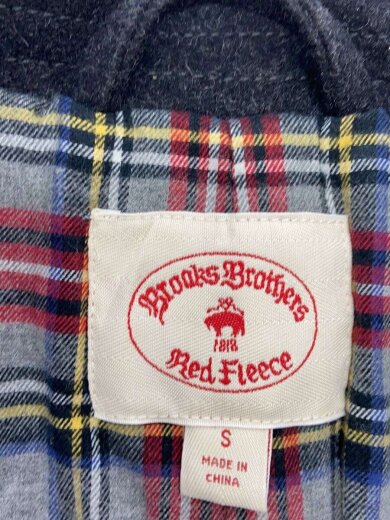 Brooks Brothers
1818
Red Fleece
S
MADE IN
CHINA